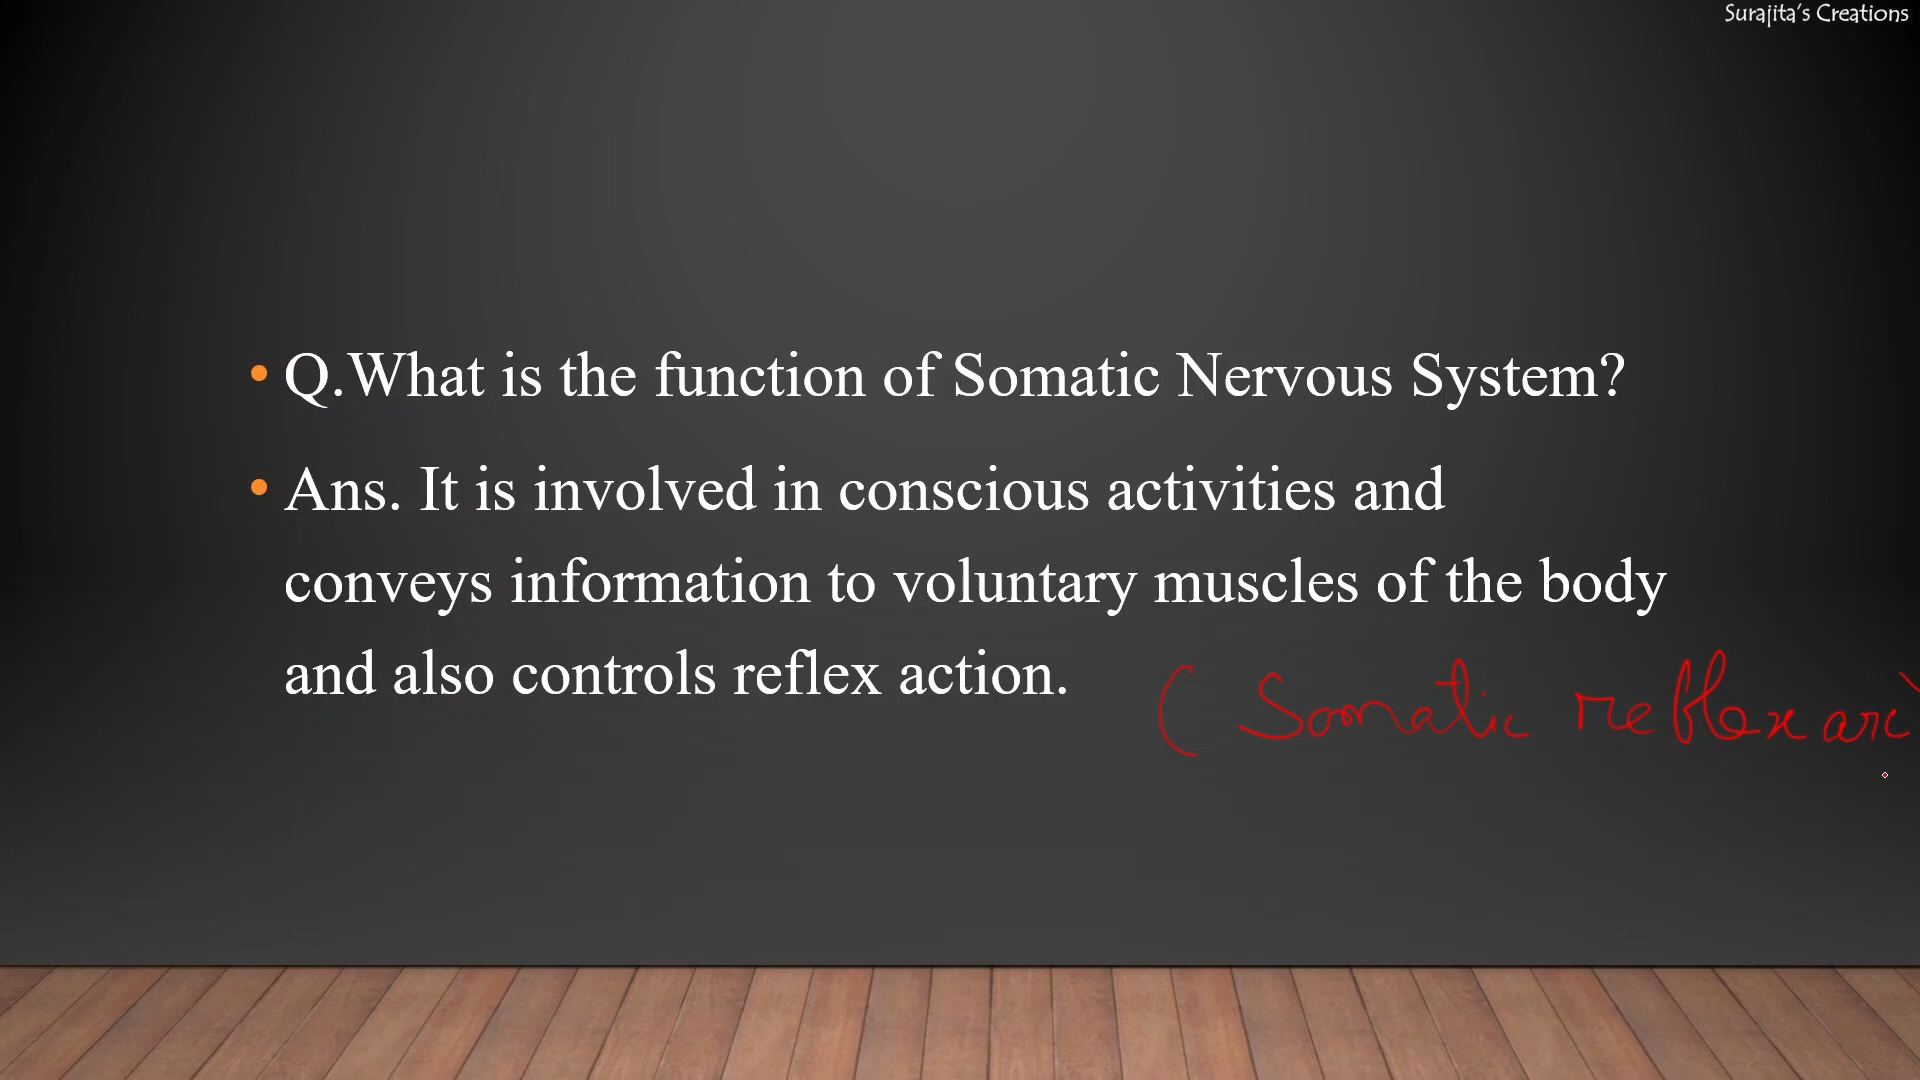 Surajita's Creations
• Q.What is the function of Somatic Nervous System?
• Ans. It is involved in conscious activities and
conveys information to voluntary muscles of the body
and also controls reflex action.
(Somatic reflex arc)